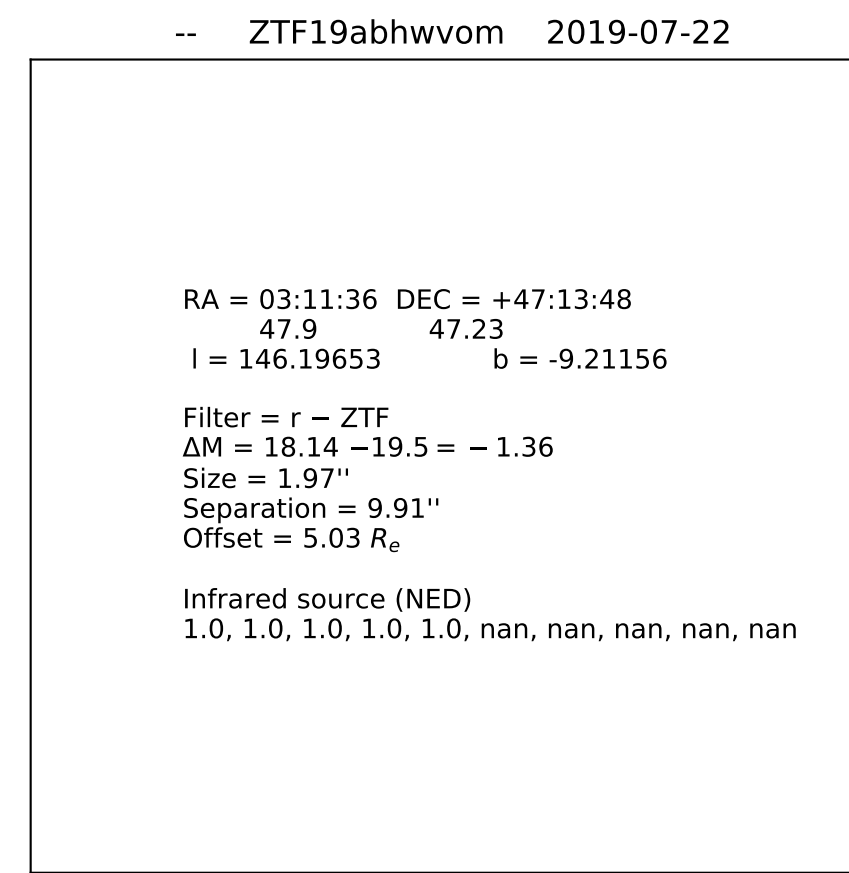 -- ZTF19abhwvom 2019-07-22
RA = 03:11:36 DEC = +47:13:48
47.9 47.23
l = 146.19653 b = -9.21156
Filter = r − ZTF
ΔM = 18.14 −19.5 = − 1.36
Size = 1.97''
Separation = 9.91''
Offset = 5.03 Re
Infrared source (NED)
1.0, 1.0, 1.0, 1.0, 1.0, nan, nan, nan, nan, nan